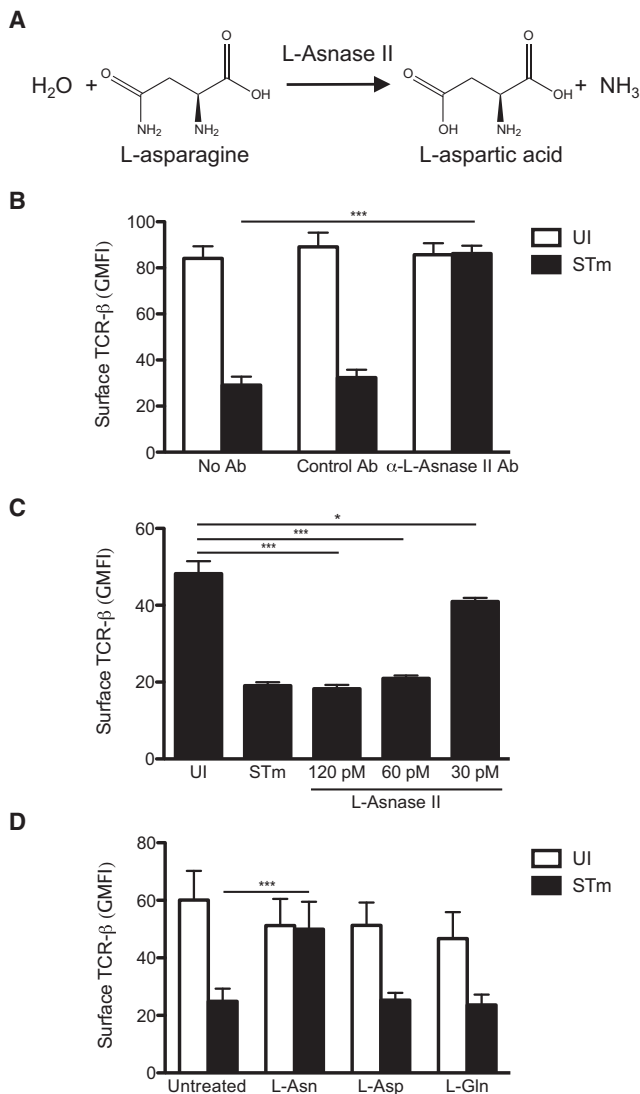 A
L-Asnase II
H₂O + O O OH NH₂ NH₂ O O OH OH NH₂ + NH₃
L-asparagine L-aspartic acid
B
***
100
80
60
40
20
0
Surface TCR-β (GMFI)
UI
STm
No Ab Control Ab α-L-Asnase II Ab
C
*
***
***
60
40
20
0
Surface TCR-β (GMFI)
UI STm 120 pM 60 pM 30 pM
L-Asnase II
D
***
80
60
40
20
0
Surface TCR-β (GMFI)
UI
STm
Untreated L-Asn L-Asp L-Gln